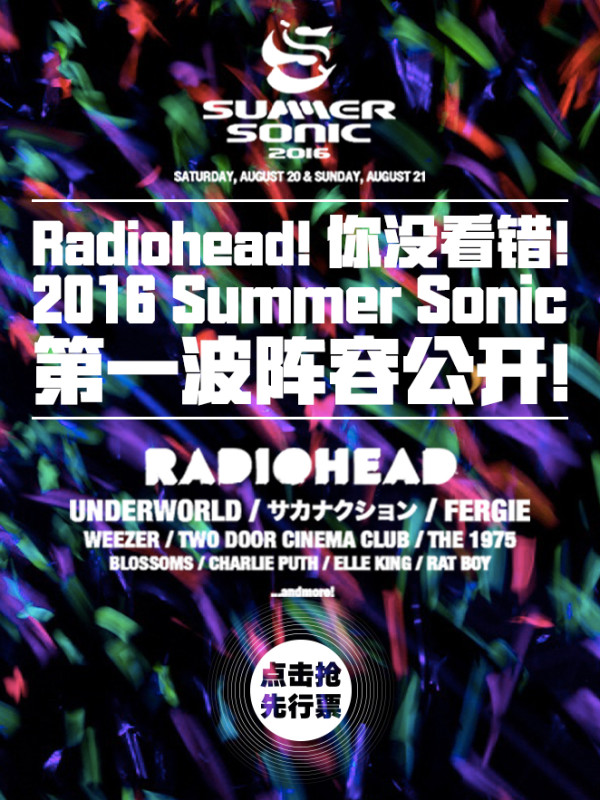 SUMMER
SONIC
2016
SATURDAY, AUGUST 20 & SUNDAY, AUGUST 21
Radiohead! 你没看错!
2016 Summer Sonic
第一波阵容公开!
RADIOHEAD
UNDERWORLD / サカナクション / FERGIE
WEEZER / TWO DOOR CINEMA CLUB / THE 1975
BLOSSOMS / CHARLIE PUTH / ELLE KING / RAT BOY
...andmore!
点击抢
先行票